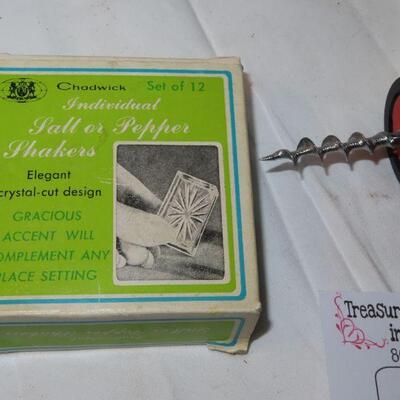 Chadwick Set of 12
Individual
Salt or Pepper
Shakers
Elegant
crystal-cut design
GRACIOUS
ACCENT WILL
COMPLEMENT ANY
PLACE SETTING
Treasur
in
80